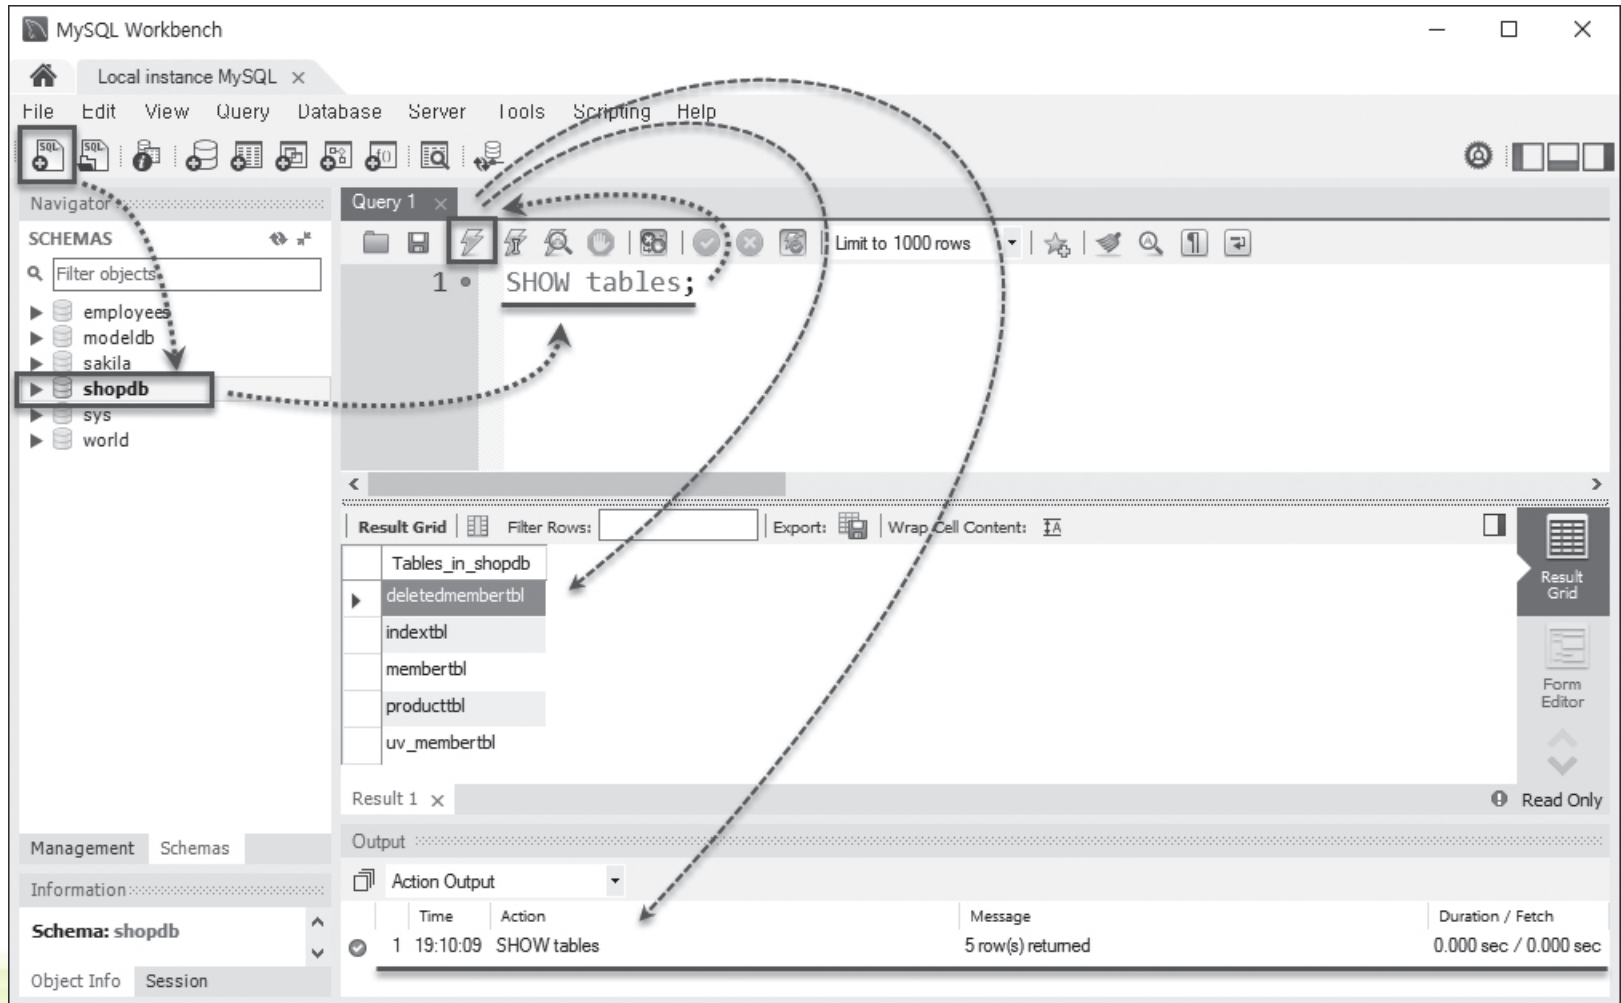 MySQL Workbench
Local instance MySQL
File Edit View Query Database Server Tools Scripting Help
SQL SQL
Navigator
SCHEMAS
Filter objects
employees
modeldb
sakila
shopdb
sys
world
Management Schemas
Information
Schema: shopdb
Object Info Session
Query 1
Limit to 1000 rows
1 SHOW tables;
Result Grid Filter Rows: Export: Wrap Cell Content:
Tables_in_shopdb
deletedmembertbl
indextbl
membertbl
producttbl
uv_membertbl
Result
Grid
Form
Editor
Result 1 Read Only
Output
Action Output
Time Action Message Duration / Fetch
1 19:10:09 SHOW tables 5 row(s) returned 0.000 sec / 0.000 sec